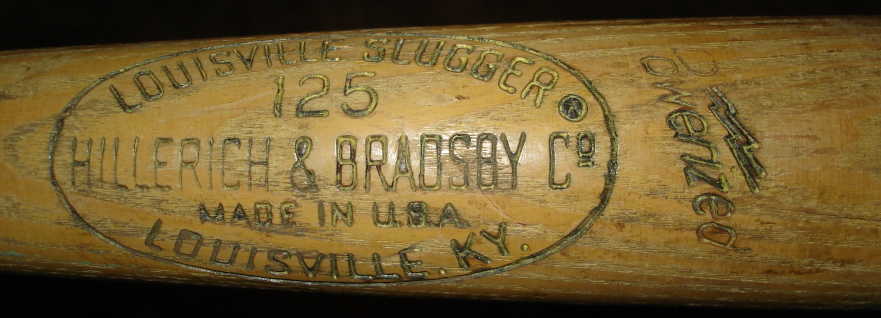 LOUISVILLE SLUGGER ®
125
HILLERICH & BRADSBY Cº
MADE IN U.S.A.
LOUISVILLE. KY.
Powerized